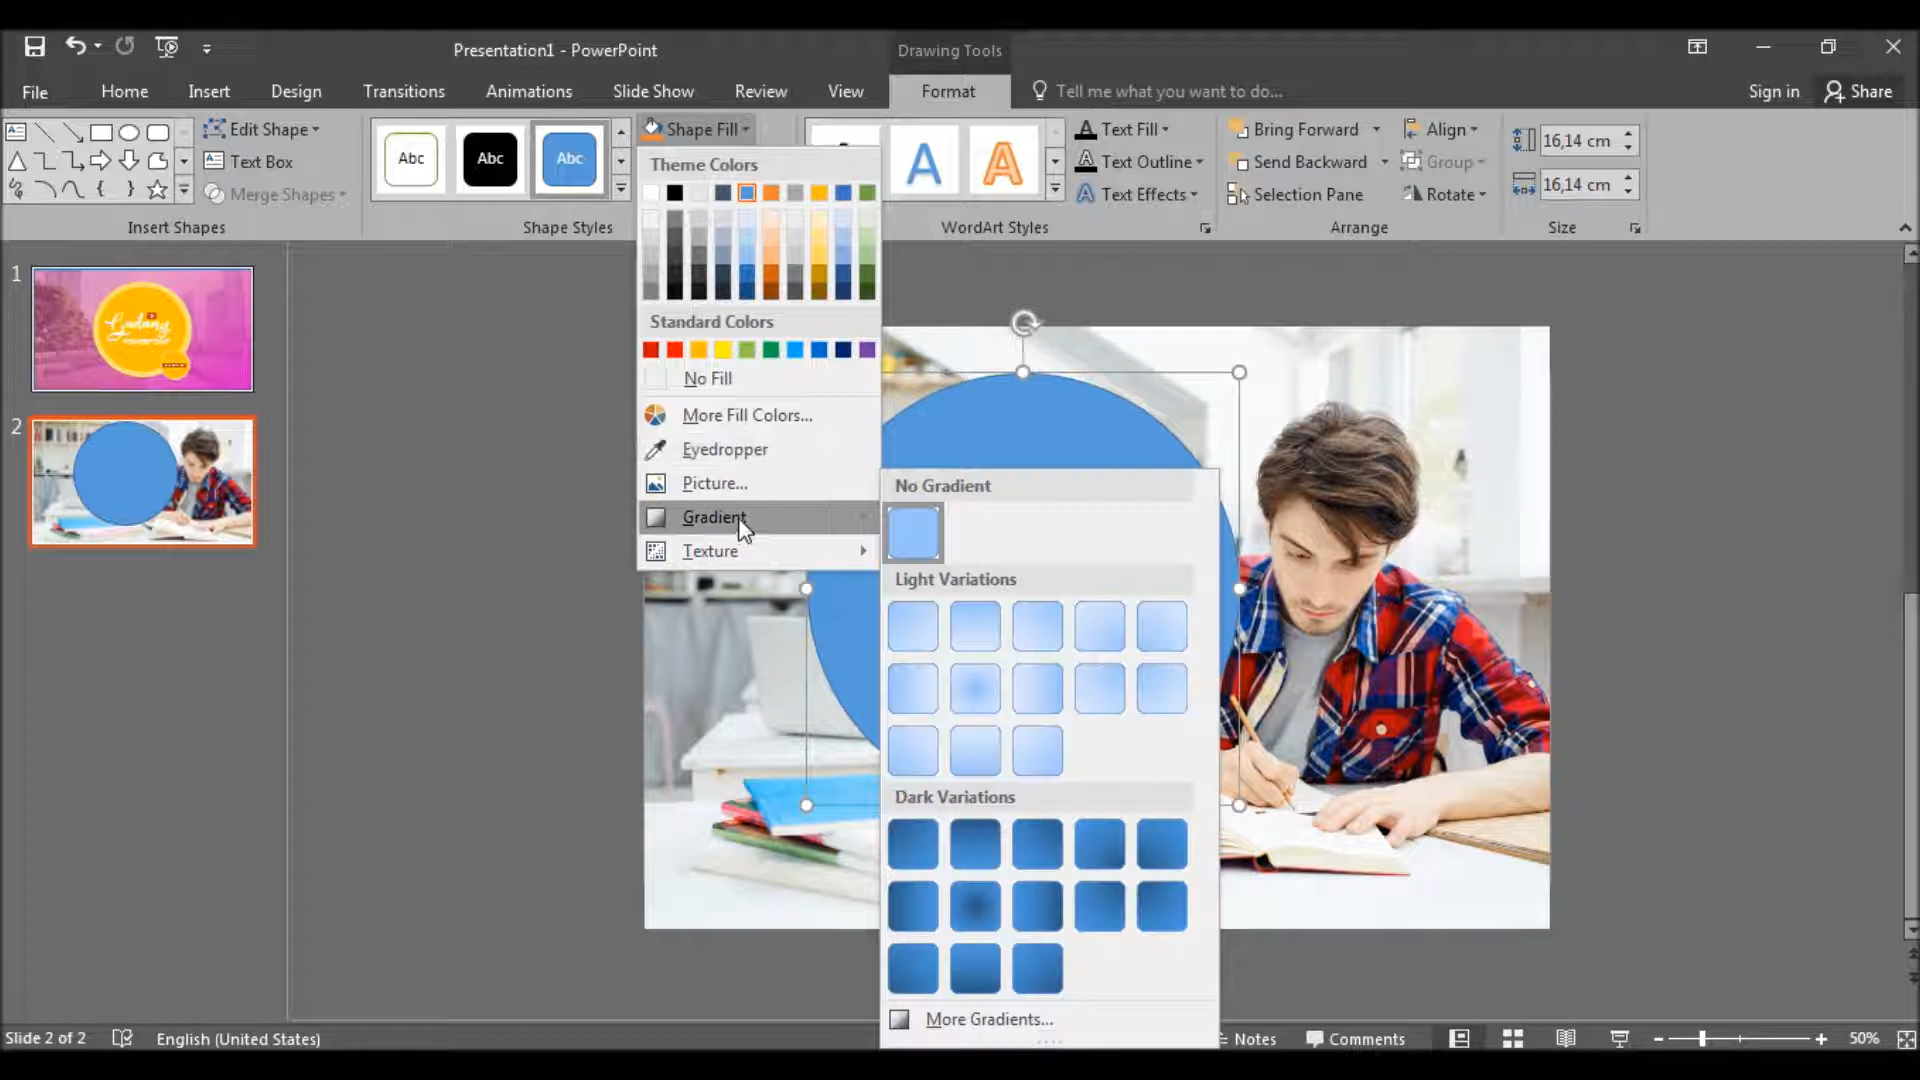 Presentation1 - PowerPoint
Drawing Tools
File
Home
Insert
Design
Transitions
Animations
Slide Show
Review
View
Format
Tell me what you want to do...
Sign in
Share
Edit Shape
Text Box
Merge Shapes
Insert Shapes
Abc
Abc
Abc
Shape Styles
Shape Fill
A
A
WordArt Styles
Text Fill
Text Outline
Text Effects
Bring Forward
Send Backward
Selection Pane
Align
Group
Rotate
Arrange
16,14 cm
16,14 cm
Size
Theme Colors
Standard Colors
No Fill
More Fill Colors...
Eyedropper
Picture...
Gradient
Texture
No Gradient
Light Variations
Dark Variations
More Gradients...
1
Gudang
2
Slide 2 of 2
English (United States)
Notes
Comments
50%